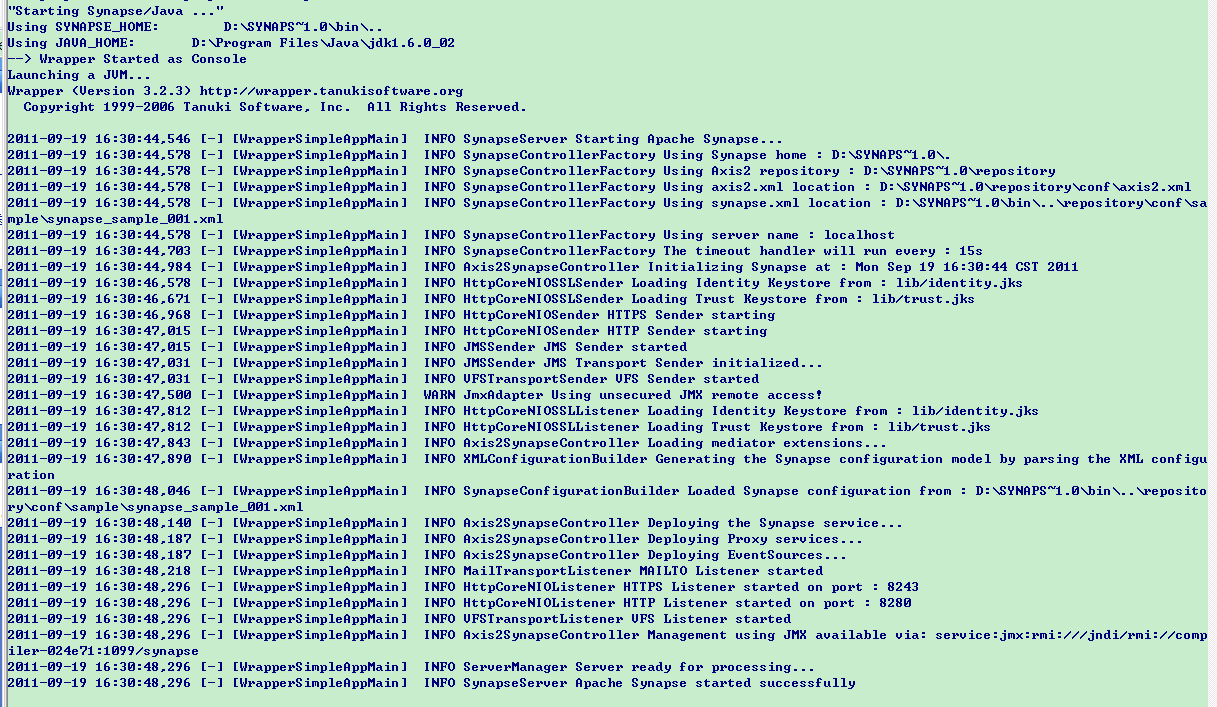 "Starting Synapse/Java ..."
Using SYNAPSE_HOME:        D:\SYNAPS~1.0\bin\..
Using JAVA_HOME:       D:\Program Files\Java\jdk1.6.0_02
--> Wrapper Started as Console
Launching a JVM...
Wrapper (Version 3.2.3) http://wrapper.tanukisoftware.org
  Copyright 1999-2006 Tanuki Software, Inc.  All Rights Reserved.

2011-09-19 16:30:44,546 [-] [WrapperSimpleAppMain]  INFO SynapseServer Starting Apache Synapse...
2011-09-19 16:30:44,578 [-] [WrapperSimpleAppMain]  INFO SynapseControllerFactory Using Synapse home : D:\SYNAPS~1.0\.
2011-09-19 16:30:44,578 [-] [WrapperSimpleAppMain]  INFO SynapseControllerFactory Using Axis2 repository : D:\SYNAPS~1.0\repository
2011-09-19 16:30:44,578 [-] [WrapperSimpleAppMain]  INFO SynapseControllerFactory Using axis2.xml location : D:\SYNAPS~1.0\repository\conf\axis2.xml
2011-09-19 16:30:44,578 [-] [WrapperSimpleAppMain]  INFO SynapseControllerFactory Using synapse.xml location : D:\SYNAPS~1.0\bin\..\repository\conf\sa
mple\synapse_sample_001.xml
2011-09-19 16:30:44,578 [-] [WrapperSimpleAppMain]  INFO SynapseControllerFactory Using server name : localhost
2011-09-19 16:30:44,703 [-] [WrapperSimpleAppMain]  INFO SynapseControllerFactory The timeout handler will run every : 15s
2011-09-19 16:30:44,984 [-] [WrapperSimpleAppMain]  INFO Axis2SynapseController Initializing Synapse at : Mon Sep 19 16:30:44 CST 2011
2011-09-19 16:30:46,578 [-] [WrapperSimpleAppMain]  INFO HttpCoreNIOSSLSender Loading Identity Keystore from : lib/identity.jks
2011-09-19 16:30:46,671 [-] [WrapperSimpleAppMain]  INFO HttpCoreNIOSSLSender Loading Trust Keystore from : lib/trust.jks
2011-09-19 16:30:46,968 [-] [WrapperSimpleAppMain]  INFO HttpCoreNIOSender HTTPS Sender starting
2011-09-19 16:30:47,015 [-] [WrapperSimpleAppMain]  INFO HttpCoreNIOSender HTTP Sender starting
2011-09-19 16:30:47,015 [-] [WrapperSimpleAppMain]  INFO JMSSender JMS Sender started
2011-09-19 16:30:47,031 [-] [WrapperSimpleAppMain]  INFO JMSSender JMS Transport Sender initialized...
2011-09-19 16:30:47,031 [-] [WrapperSimpleAppMain]  INFO VFSTransportSender VFS Sender started
2011-09-19 16:30:47,500 [-] [WrapperSimpleAppMain]  WARN JmxAdapter Using unsecured JMX remote access!
2011-09-19 16:30:47,812 [-] [WrapperSimpleAppMain]  INFO HttpCoreNIOSSLListener Loading Identity Keystore from : lib/identity.jks
2011-09-19 16:30:47,812 [-] [WrapperSimpleAppMain]  INFO HttpCoreNIOSSLListener Loading Trust Keystore from : lib/trust.jks
2011-09-19 16:30:47,843 [-] [WrapperSimpleAppMain]  INFO Axis2SynapseController Loading mediator extensions...
2011-09-19 16:30:47,890 [-] [WrapperSimpleAppMain]  INFO XMLConfigurationBuilder Generating the Synapse configuration model by parsing the XML configu
ration
2011-09-19 16:30:48,046 [-] [WrapperSimpleAppMain]  INFO SynapseConfigurationBuilder Loaded Synapse configuration from : D:\SYNAPS~1.0\bin\..\reposito
ry\conf\sample\synapse_sample_001.xml
2011-09-19 16:30:48,140 [-] [WrapperSimpleAppMain]  INFO Axis2SynapseController Deploying the Synapse service...
2011-09-19 16:30:48,187 [-] [WrapperSimpleAppMain]  INFO Axis2SynapseController Deploying Proxy services...
2011-09-19 16:30:48,187 [-] [WrapperSimpleAppMain]  INFO Axis2SynapseController Deploying EventSources...
2011-09-19 16:30:48,218 [-] [WrapperSimpleAppMain]  INFO MailTransportListener MAILTO Listener started
2011-09-19 16:30:48,296 [-] [WrapperSimpleAppMain]  INFO HttpCoreNIOListener HTTPS Listener started on port : 8243
2011-09-19 16:30:48,296 [-] [WrapperSimpleAppMain]  INFO HttpCoreNIOListener HTTP Listener started on port : 8280
2011-09-19 16:30:48,296 [-] [WrapperSimpleAppMain]  INFO VFSTransportListener VFS Listener started
2011-09-19 16:30:48,296 [-] [WrapperSimpleAppMain]  INFO Axis2SynapseController Management using JMX available via: service:jmx:rmi:///jndi/rmi://comp
iler-024e71:1099/synapse
2011-09-19 16:30:48,296 [-] [WrapperSimpleAppMain]  INFO ServerManager Server ready for processing...
2011-09-19 16:30:48,296 [-] [WrapperSimpleAppMain]  INFO SynapseServer Apache Synapse started successfully